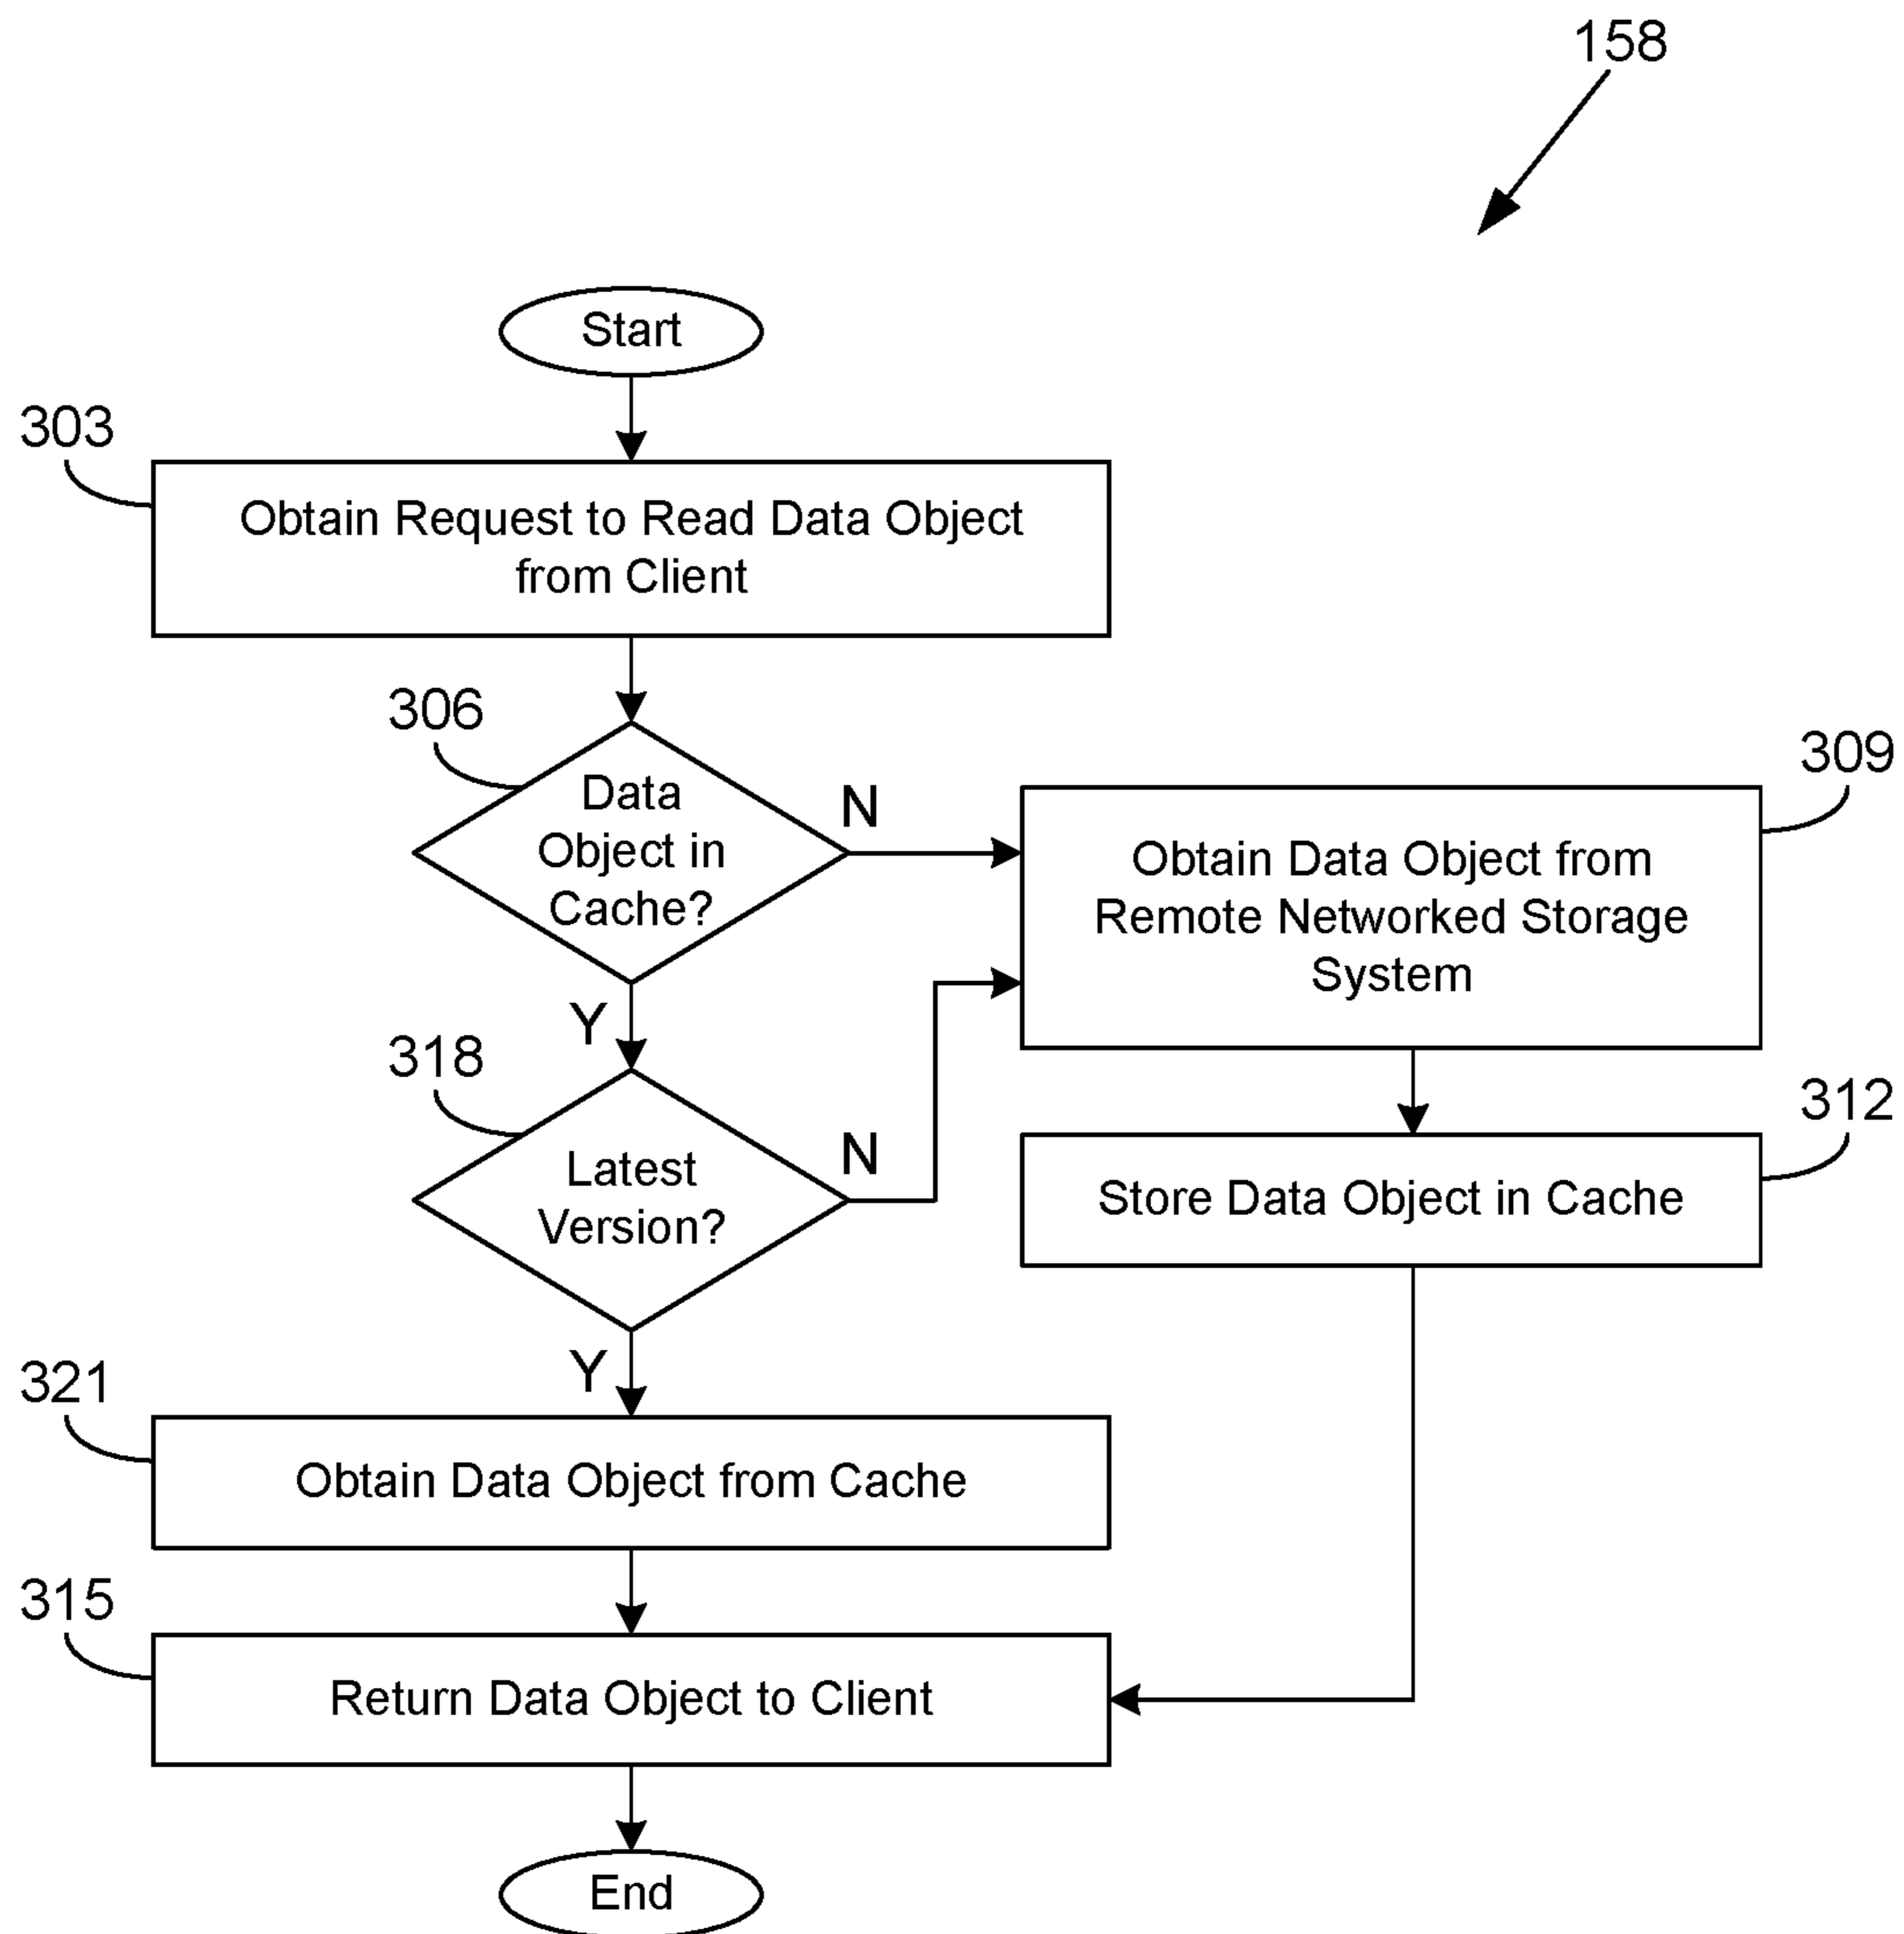 158
Start
303
Obtain Request to Read Data Object
from Client
306
Data
Object in
Cache?
N
309
Obtain Data Object from
Remote Networked Storage
System
Y
318
Latest
Version?
N
312
Store Data Object in Cache
Y
321
Obtain Data Object from Cache
315
Return Data Object to Client
End